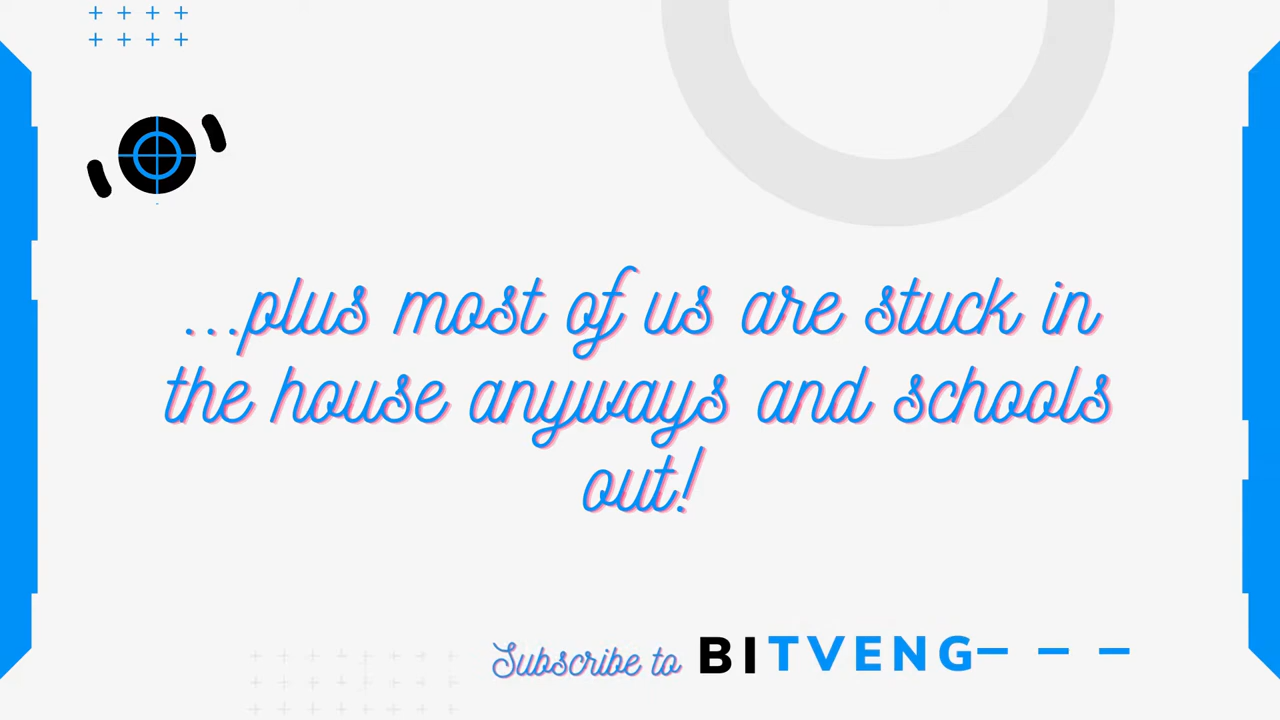 ...plus most of us are stuck in
the house anyways and schools
out!
Subscribe to BITVENG